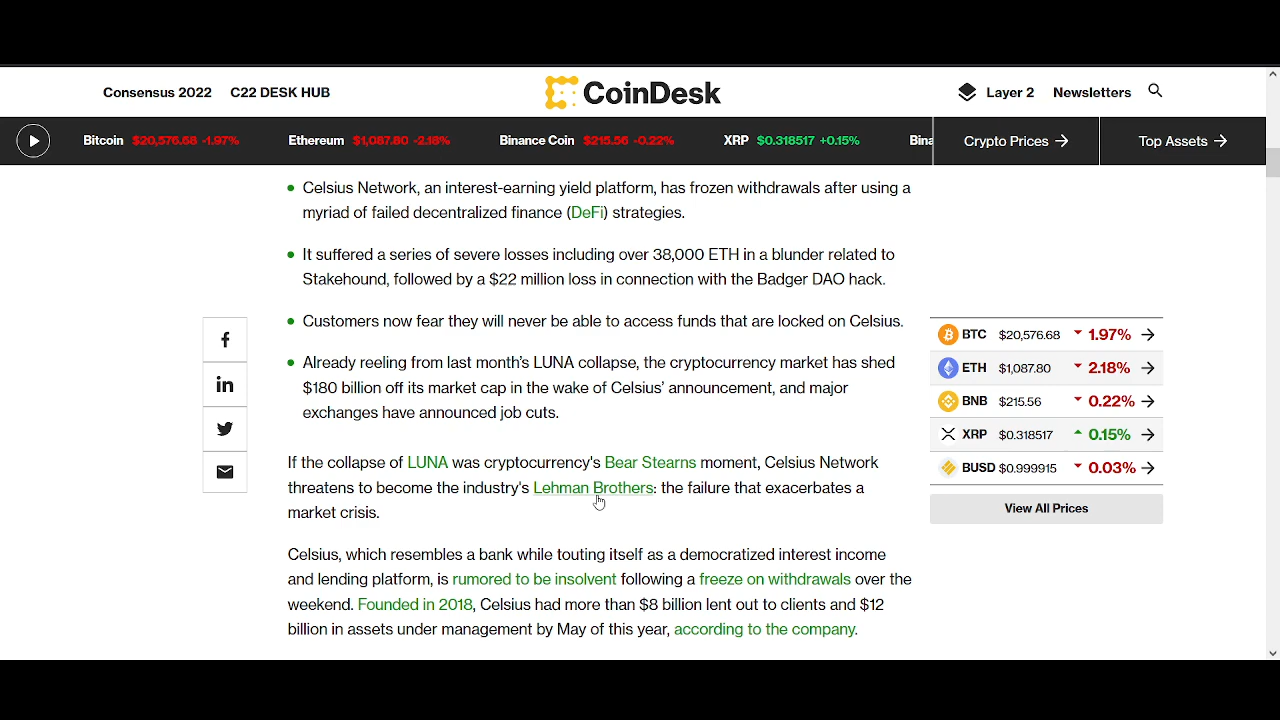 Consensus 2022 C22 DESK HUB CoinDesk Layer 2 Newsletters
Bitcoin $20,576.68 -1.97% Ethereum $1,087.80 -2.18% Binance Coin $215.56 -0.22% XRP $0.318517 +0.15% Bina Crypto Prices → Top Assets →
• Celsius Network, an interest-earning yield platform, has frozen withdrawals after using a
myriad of failed decentralized finance (DeFi) strategies.
• It suffered a series of severe losses including over 38,000 ETH in a blunder related to
Stakehound, followed by a $22 million loss in connection with the Badger DAO hack.
• Customers now fear they will never be able to access funds that are locked on Celsius.
• Already reeling from last month's LUNA collapse, the cryptocurrency market has shed
$180 billion off its market cap in the wake of Celsius' announcement, and major
exchanges have announced job cuts.
If the collapse of LUNA was cryptocurrency's Bear Stearns moment, Celsius Network
threatens to become the industry's Lehman Brothers: the failure that exacerbates a
market crisis.
Celsius, which resembles a bank while touting itself as a democratized interest income
and lending platform, is rumored to be insolvent following a freeze on withdrawals over the
weekend. Founded in 2018, Celsius had more than $8 billion lent out to clients and $12
billion in assets under management by May of this year, according to the company.
f
in
BTC $20,576.68 1.97% →
ETH $1,087.80 2.18% →
BNB $215.56 0.22% →
XRP $0.318517 0.15% →
BUSD $0.999915 0.03% →
View All Prices